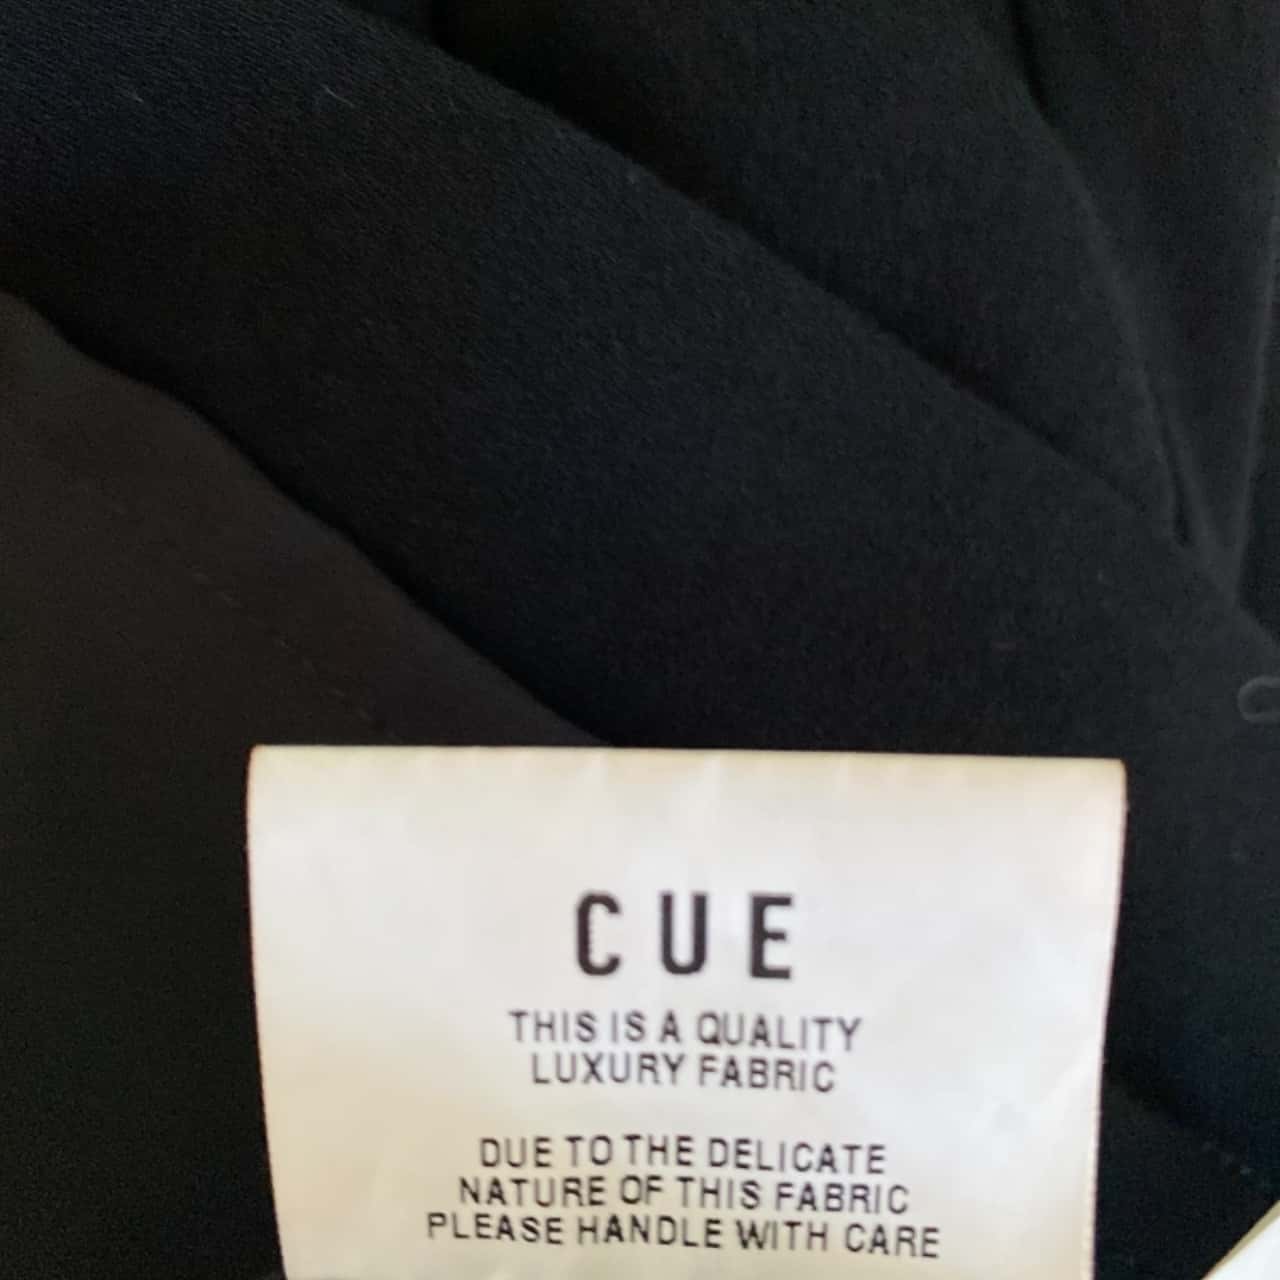 CUE
THIS IS A QUALITY
LUXURY FABRIC
DUE TO THE DELICATE
NATURE OF THIS FABRIC
PLEASE HANDLE WITH CARE